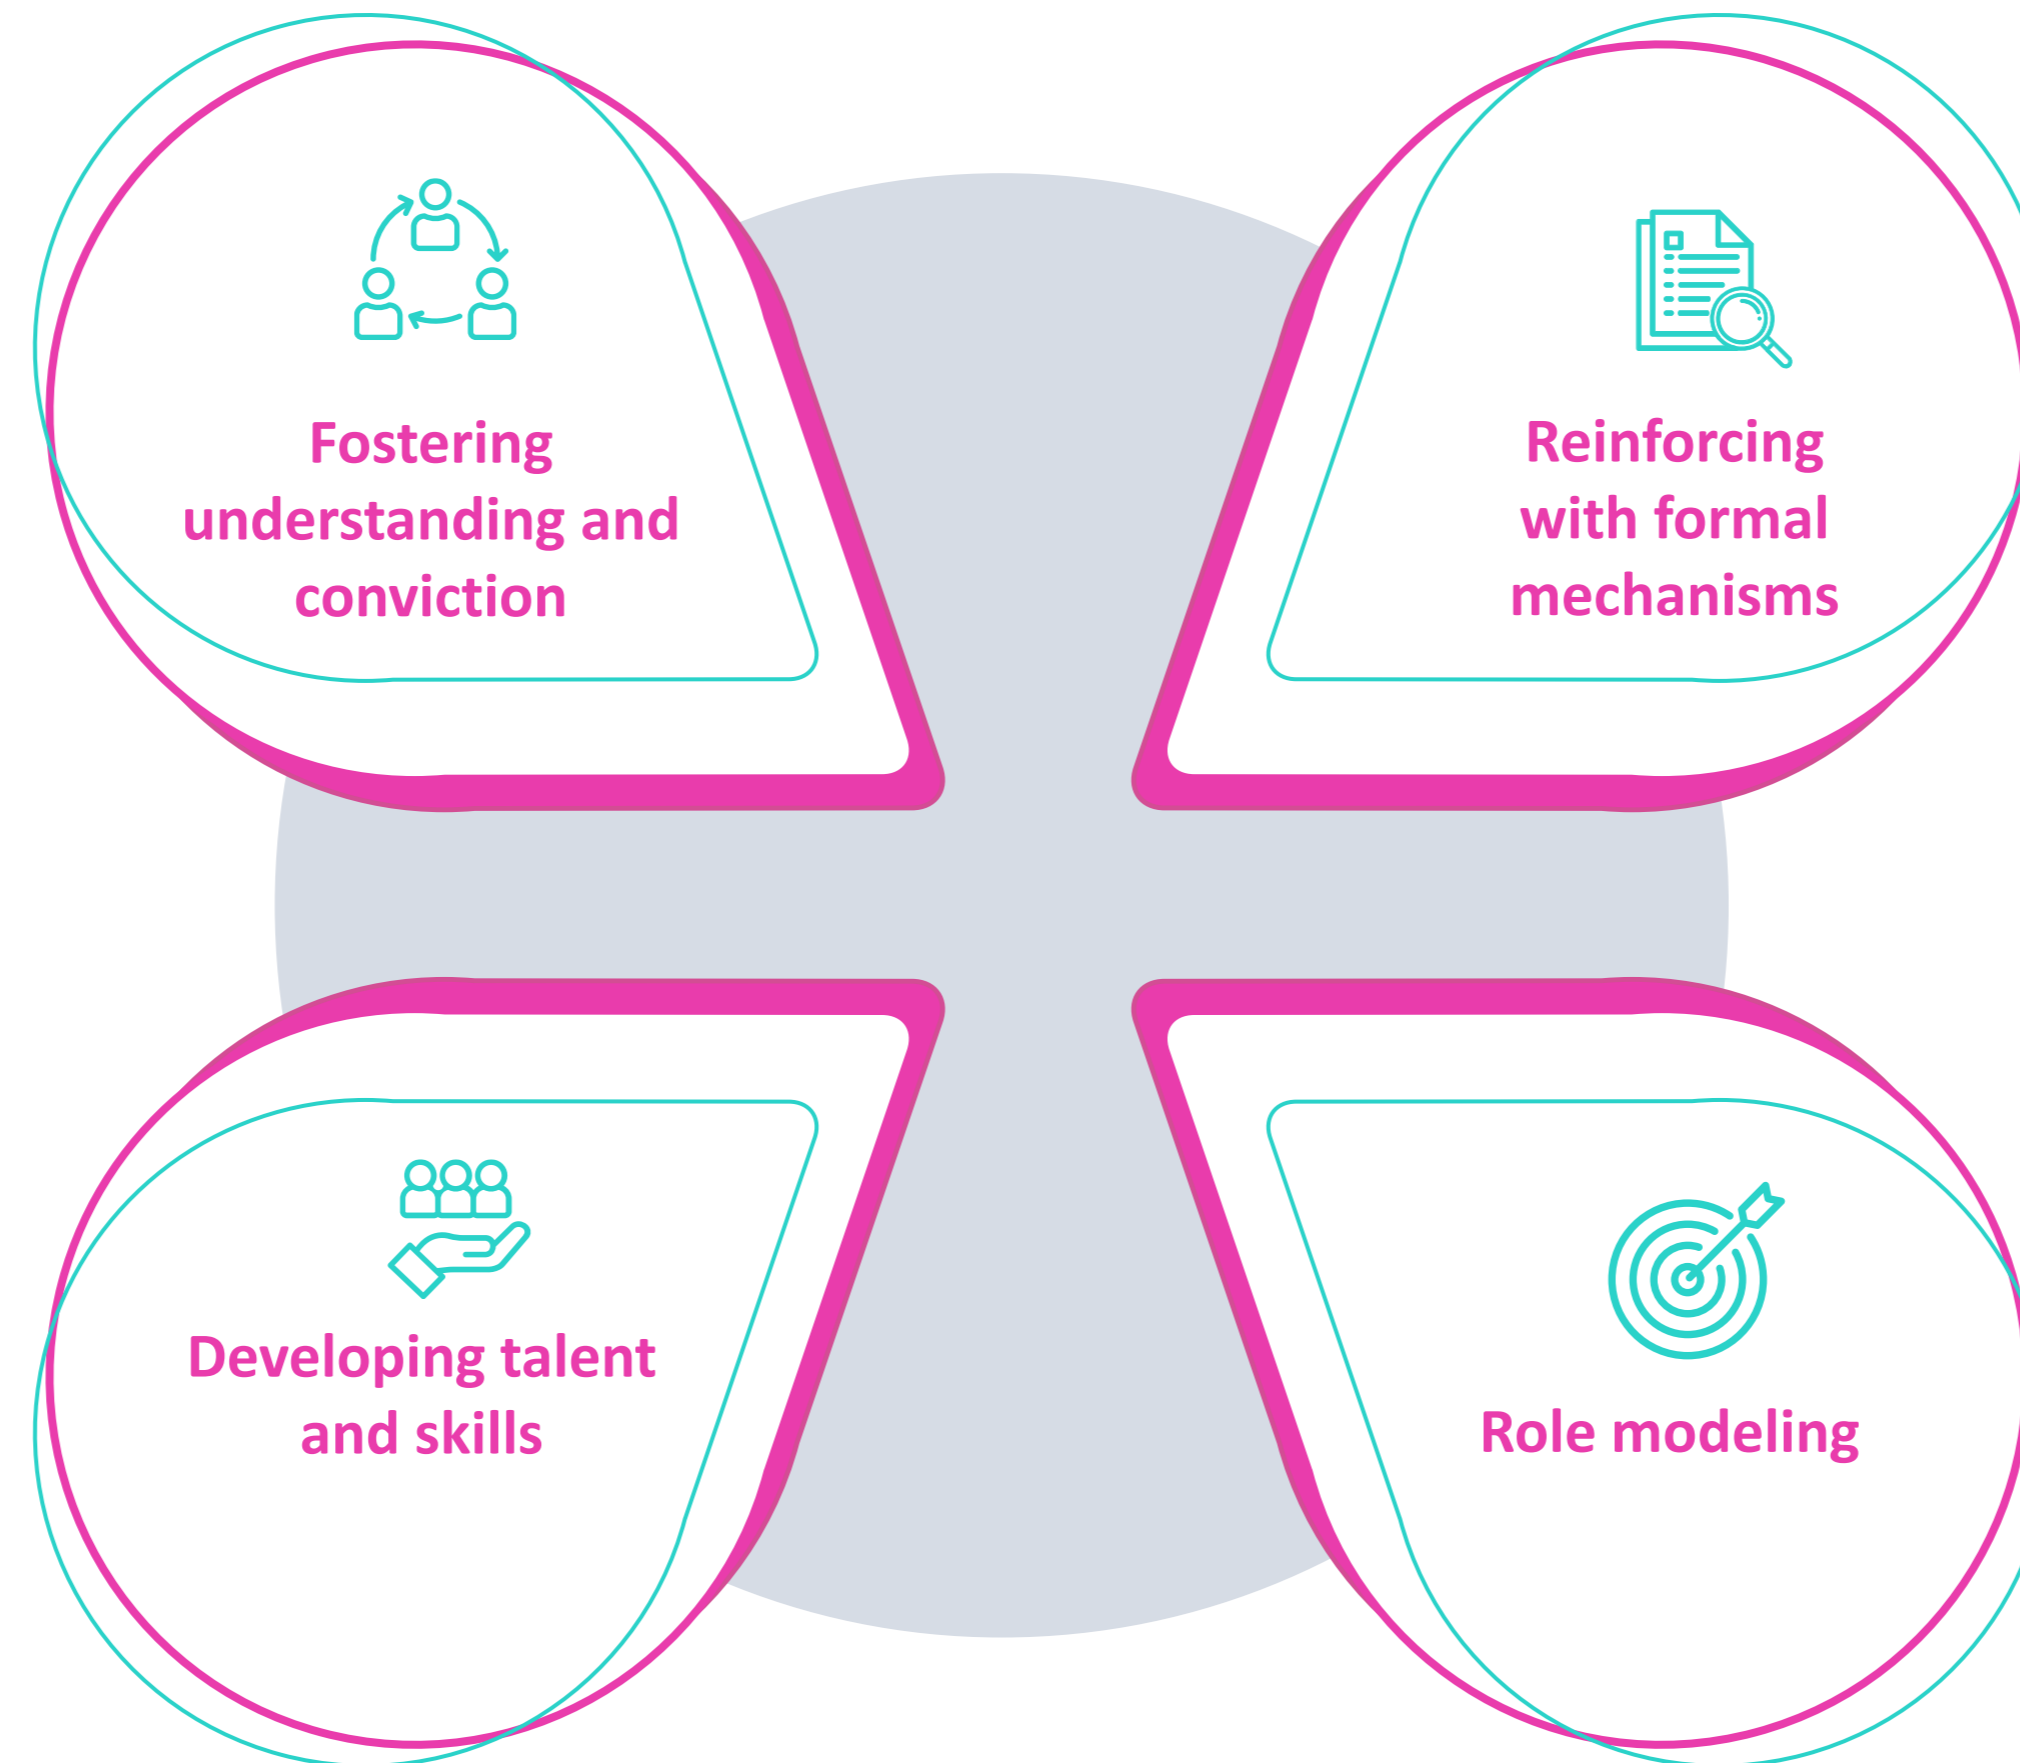 Fostering
understanding and
conviction
Reinforcing
with formal
mechanisms
Developing talent
and skills
Role modeling